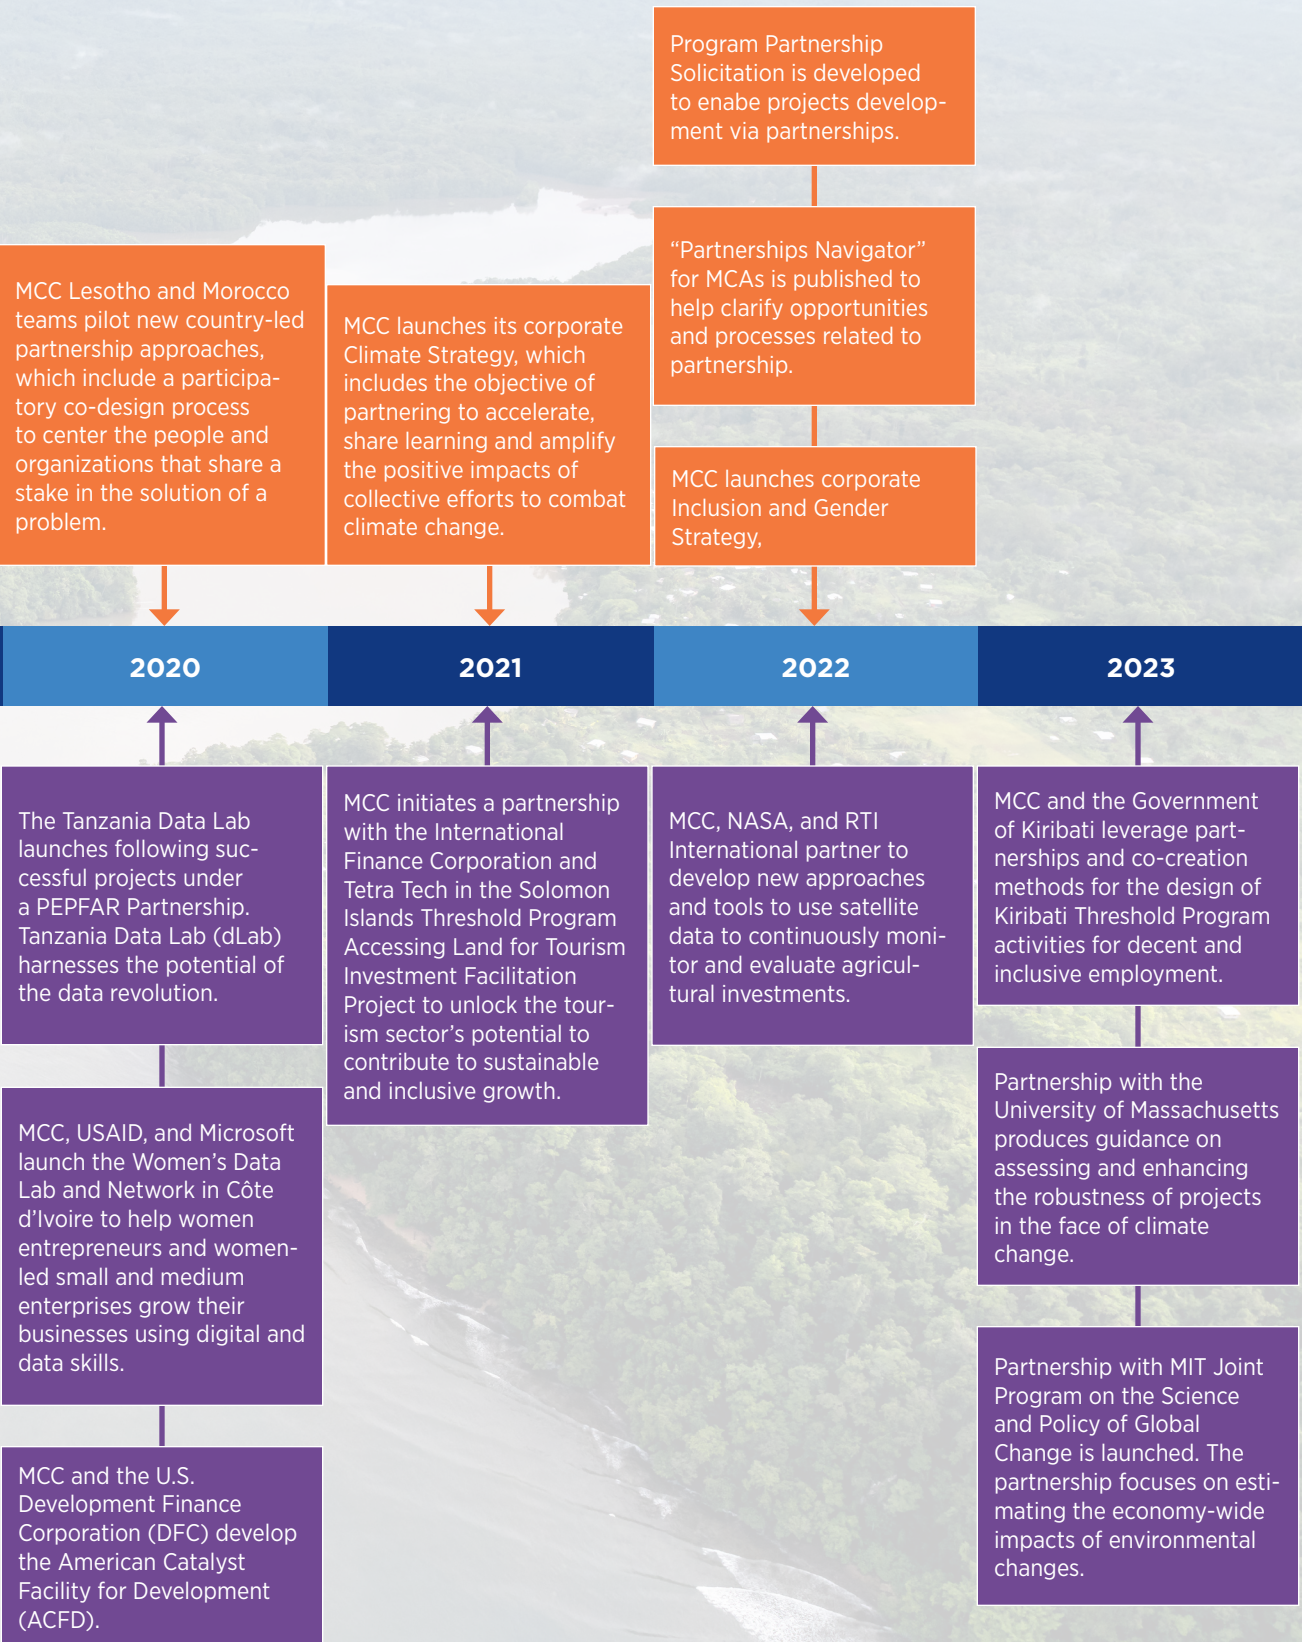 Program Partnership
Solicitation is developed
to enabe projects develop-
ment via partnerships.
“Partnerships Navigator”
for MCAs is published to
help clarify opportunities
and processes related to
partnership.
MCC Lesotho and Morocco
teams pilot new country-led
partnership approaches,
which include a participa-
tory co-design process
to center the people and
organizations that share a
stake in the solution of a
problem.
MCC launches its corporate
Climate Strategy, which
includes the objective of
partnering to accelerate,
share learning and amplify
the positive impacts of
collective efforts to combat
climate change.
MCC launches corporate
Inclusion and Gender
Strategy,
2020
2021
2022
2023
The Tanzania Data Lab
launches following suc-
cessful projects under
a PEPFAR Partnership.
Tanzania Data Lab (dLab)
harnesses the potential of
the data revolution.
MCC, USAID, and Microsoft
launch the Women’s Data
Lab and Network in Côte
d’Ivoire to help women
entrepreneurs and women-
led small and medium
enterprises grow their
businesses using digital and
data skills.
MCC and the U.S.
Development Finance
Corporation (DFC) develop
the American Catalyst
Facility for Development
(ACFD).
MCC initiates a partnership
with the International
Finance Corporation and
Tetra Tech in the Solomon
Islands Threshold Program
Accessing Land for Tourism
Investment Facilitation
Project to unlock the tour-
ism sector’s potential to
contribute to sustainable
and inclusive growth.
MCC, NASA, and RTI
International partner to
develop new approaches
and tools to use satellite
data to continuously moni-
tor and evaluate agricul-
tural investments.
MCC and the Government
of Kiribati leverage part-
nerships and co-creation
methods for the design of
Kiribati Threshold Program
activities for decent and
inclusive employment.
Partnership with the
University of Massachusetts
produces guidance on
assessing and enhancing
the robustness of projects
in the face of climate
change.
Partnership with MIT Joint
Program on the Science
and Policy of Global
Change is launched. The
partnership focuses on esti-
mating the economy-wide
impacts of environmental
changes.